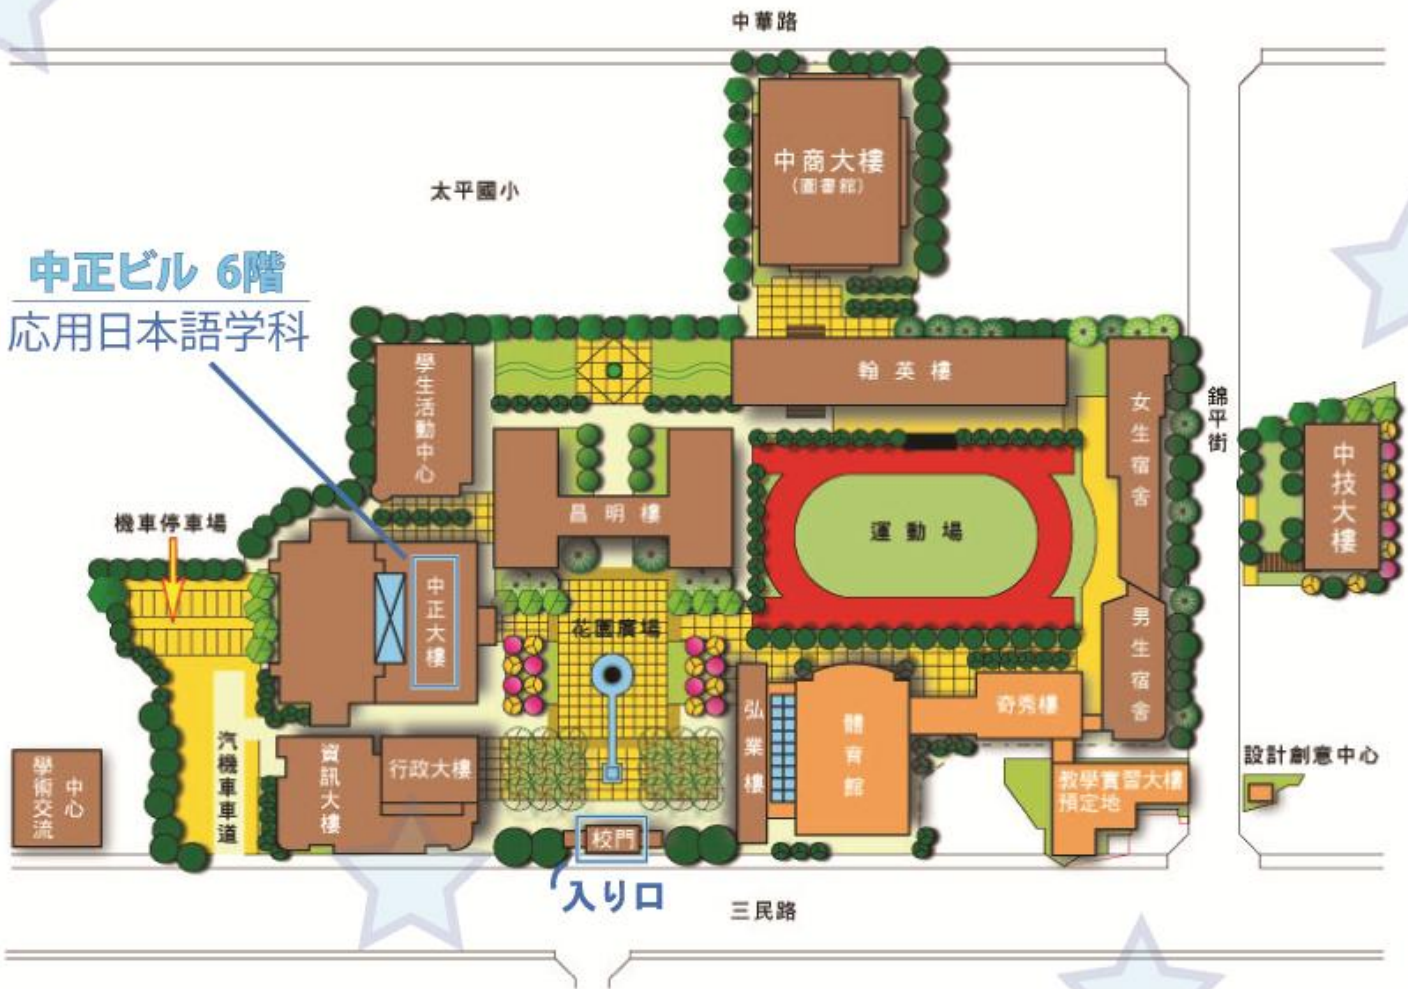 中華路
中商大樓
(圖書館)
太平國小
中正ビル 6階
応用日本語学科
學生活動中心
翰英樓
女生宿舍
錦平街
中技大樓
機車停車場
昌明樓
運動場
中正大樓
花園廣場
男生宿舍
弘業樓
體育館
奇秀樓
汽機車車道
資訊大樓
行政大樓
學術交流
中心
設計創意中心
教學實習大樓
預定地
校門
入り口
三民路